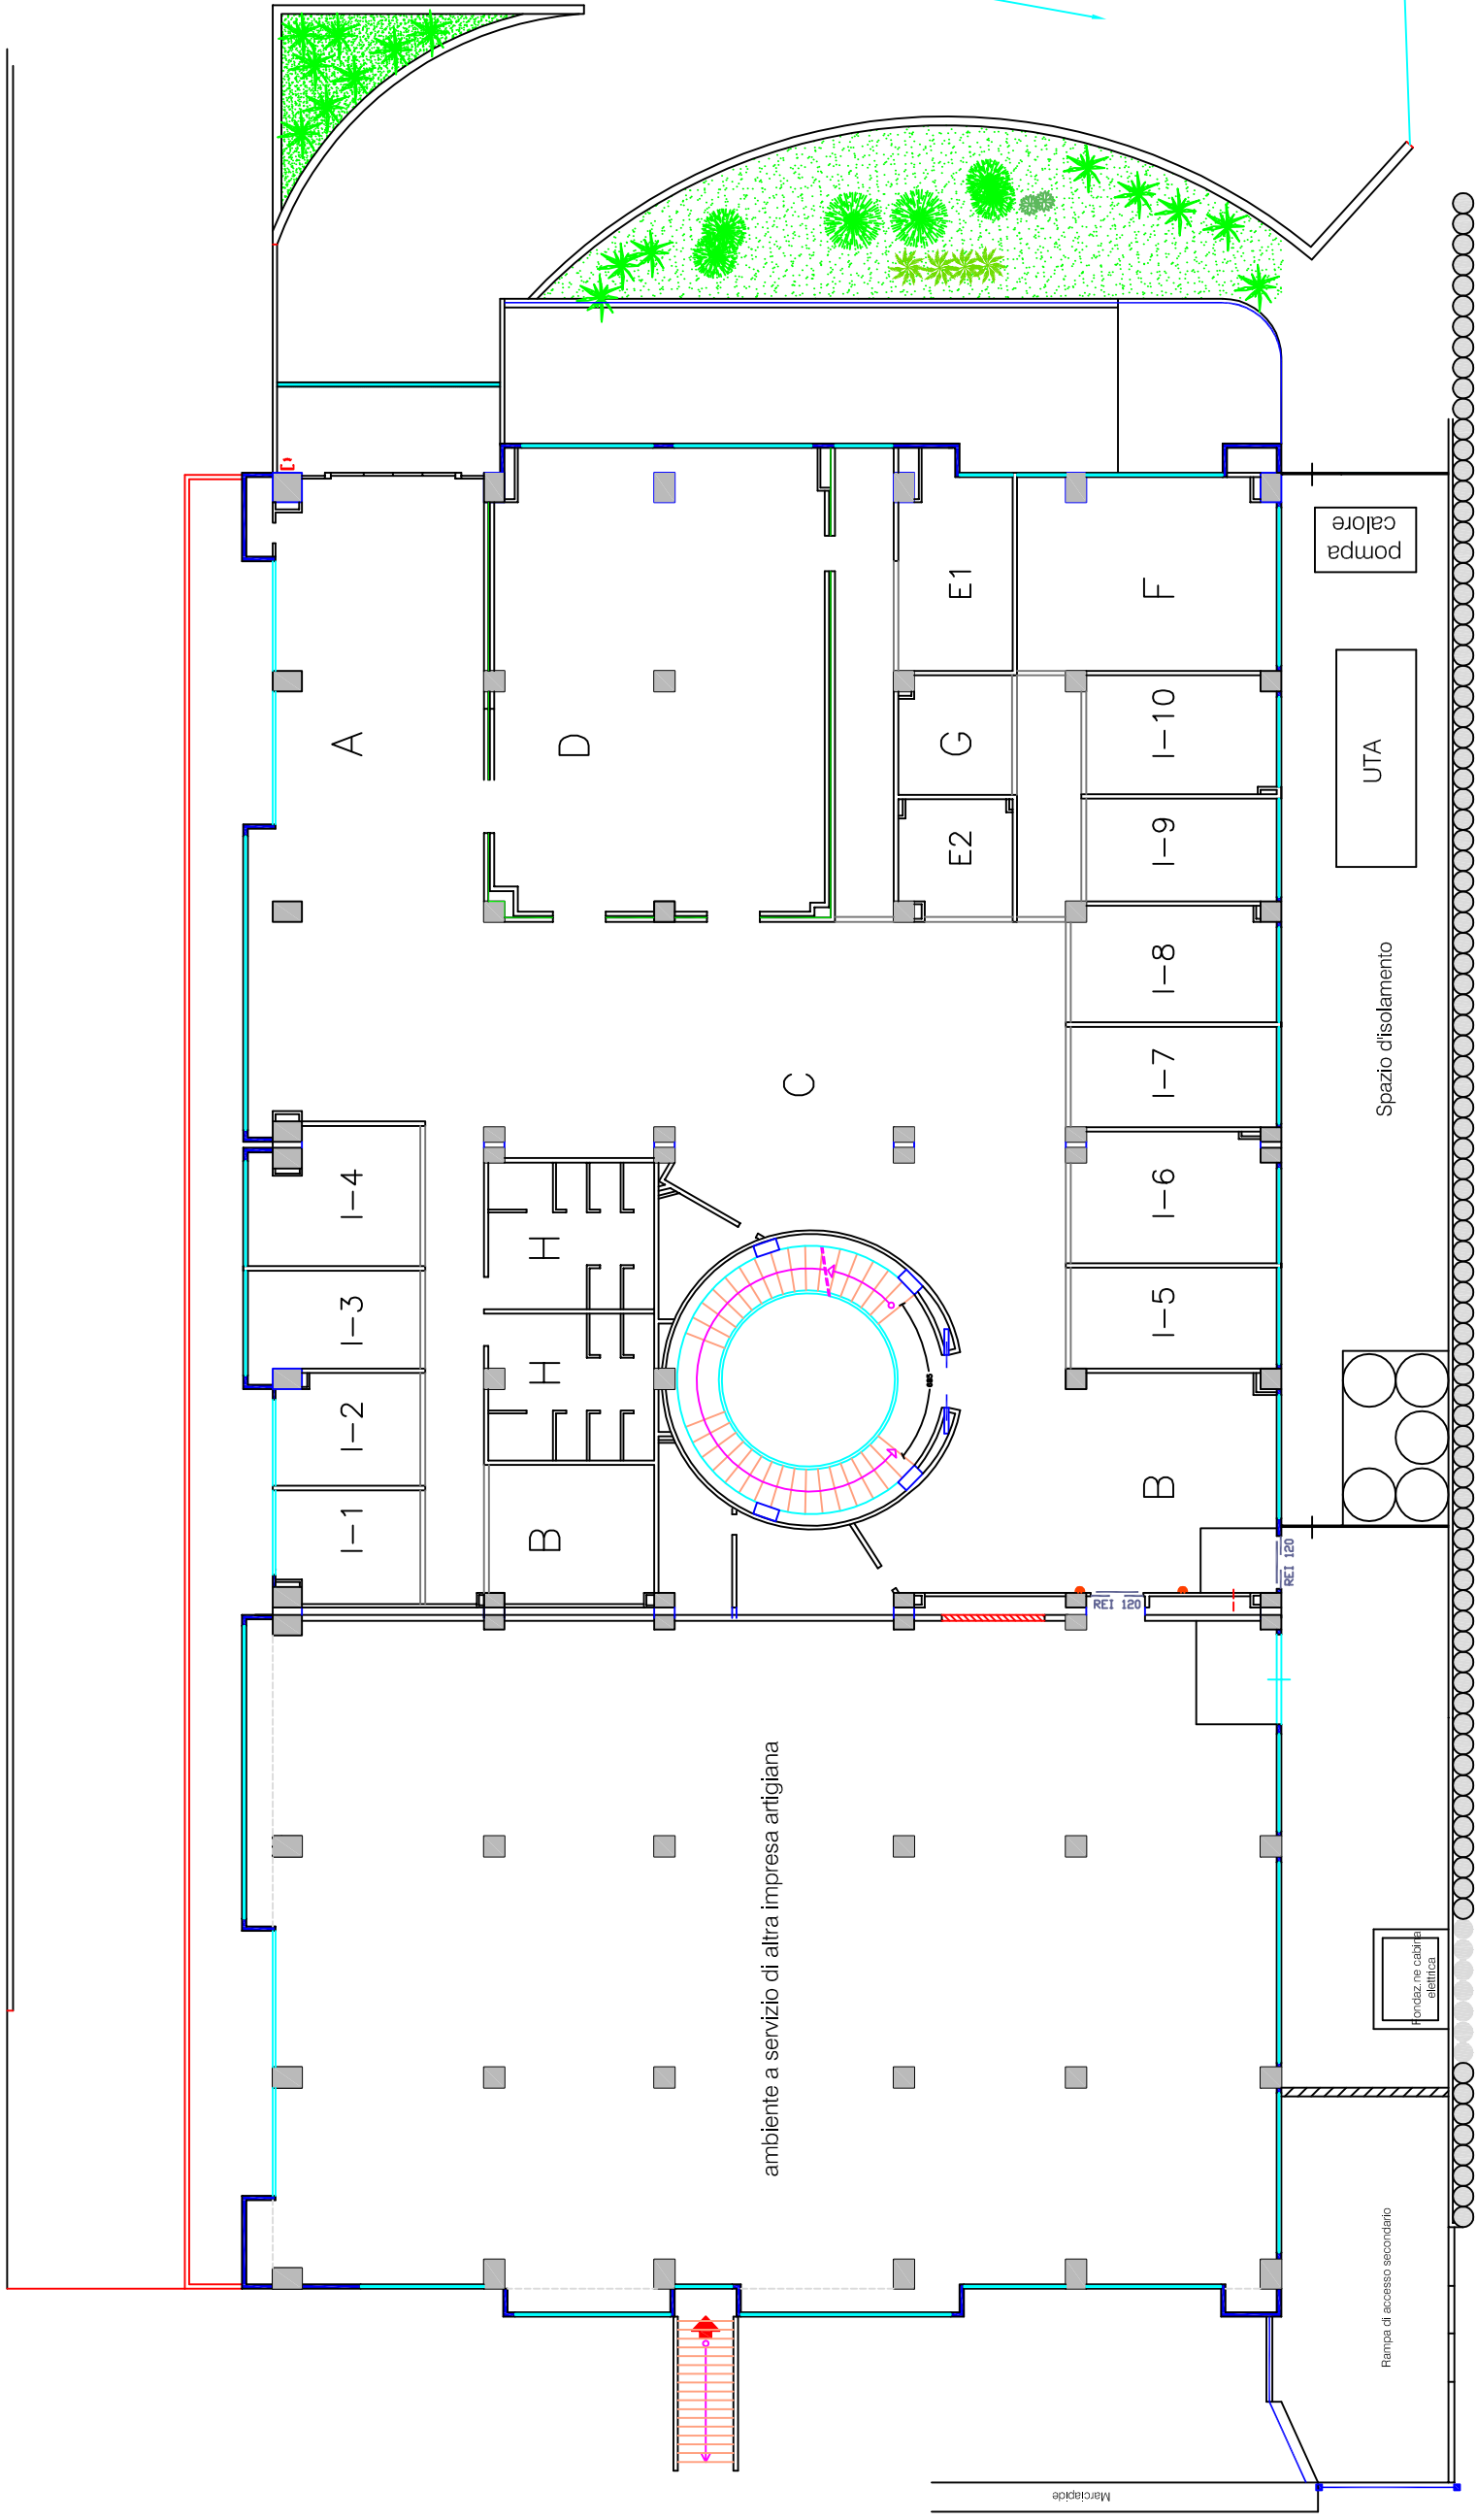 A
D
E1
F
pompa
calore
G
I-10
UTA
E2
I-9
I-8
Spazio d'isolamento
C
I-7
I-4
H
I-6
I-3
I-5
I-2
H
I-1
B
B
REI 120
REI 120
ambiente a servizio di altra impresa artigiana
Fondaz.ne cabina
elettrica
Rampa di accesso secondario
Marciapide